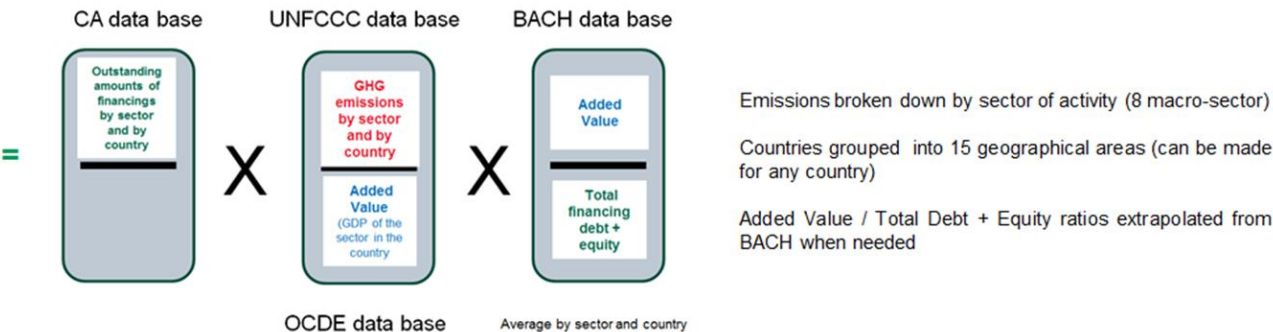 CA data base
UNFCCC data base
BACH data base
=
Outstanding
amounts of
financings
by sector
and by
country
X
GHG
emissions
by sector
and by
country
Added
Value
(GDP of the
sector in the
country
X
Added
Value
Total
financing
debt +
equity
OCDE data base
Average by sector and country
Emissions broken down by sector of activity (8 macro-sector)
Countries grouped into 15 geographical areas (can be made
for any country)
Added Value / Total Debt + Equity ratios extrapolated from
BACH when needed